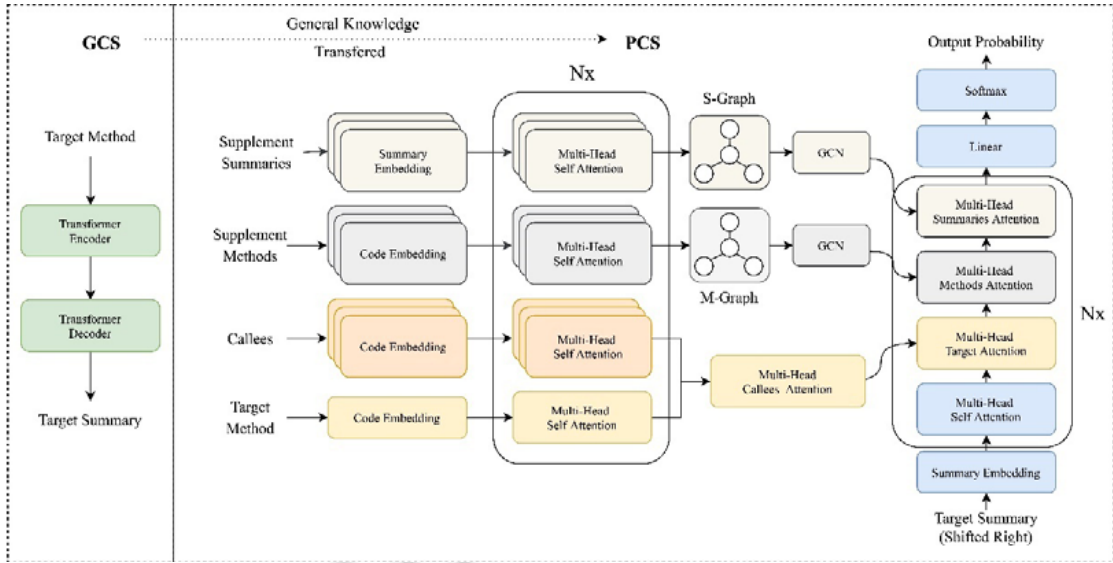 GCS
General Knowledge
Transfered
PCS
Target Method
Transformer
Encoder
Transformer
Decoder
Target Summary
Nx
Supplement
Summaries
Summary
Embedding
Multi-Head
Self Attention
S-Graph
GCN
Supplement
Methods
Code Embedding
Multi-Head
Self Attention
M-Graph
GCN
Callees
Code Embedding
Multi-Head
Self Attention
Target
Method
Code Embedding
Multi-Head
Self Attention
Multi-Head
Callees Attention
Output Probability
Softmax
Linear
Multi-Head
Summaries Attention
Multi-Head
Methods Attention
Multi-Head
Target Attention
Multi-Head
Self Attention
Nx
Summary Embedding
Target Summary
(Shifted Right)